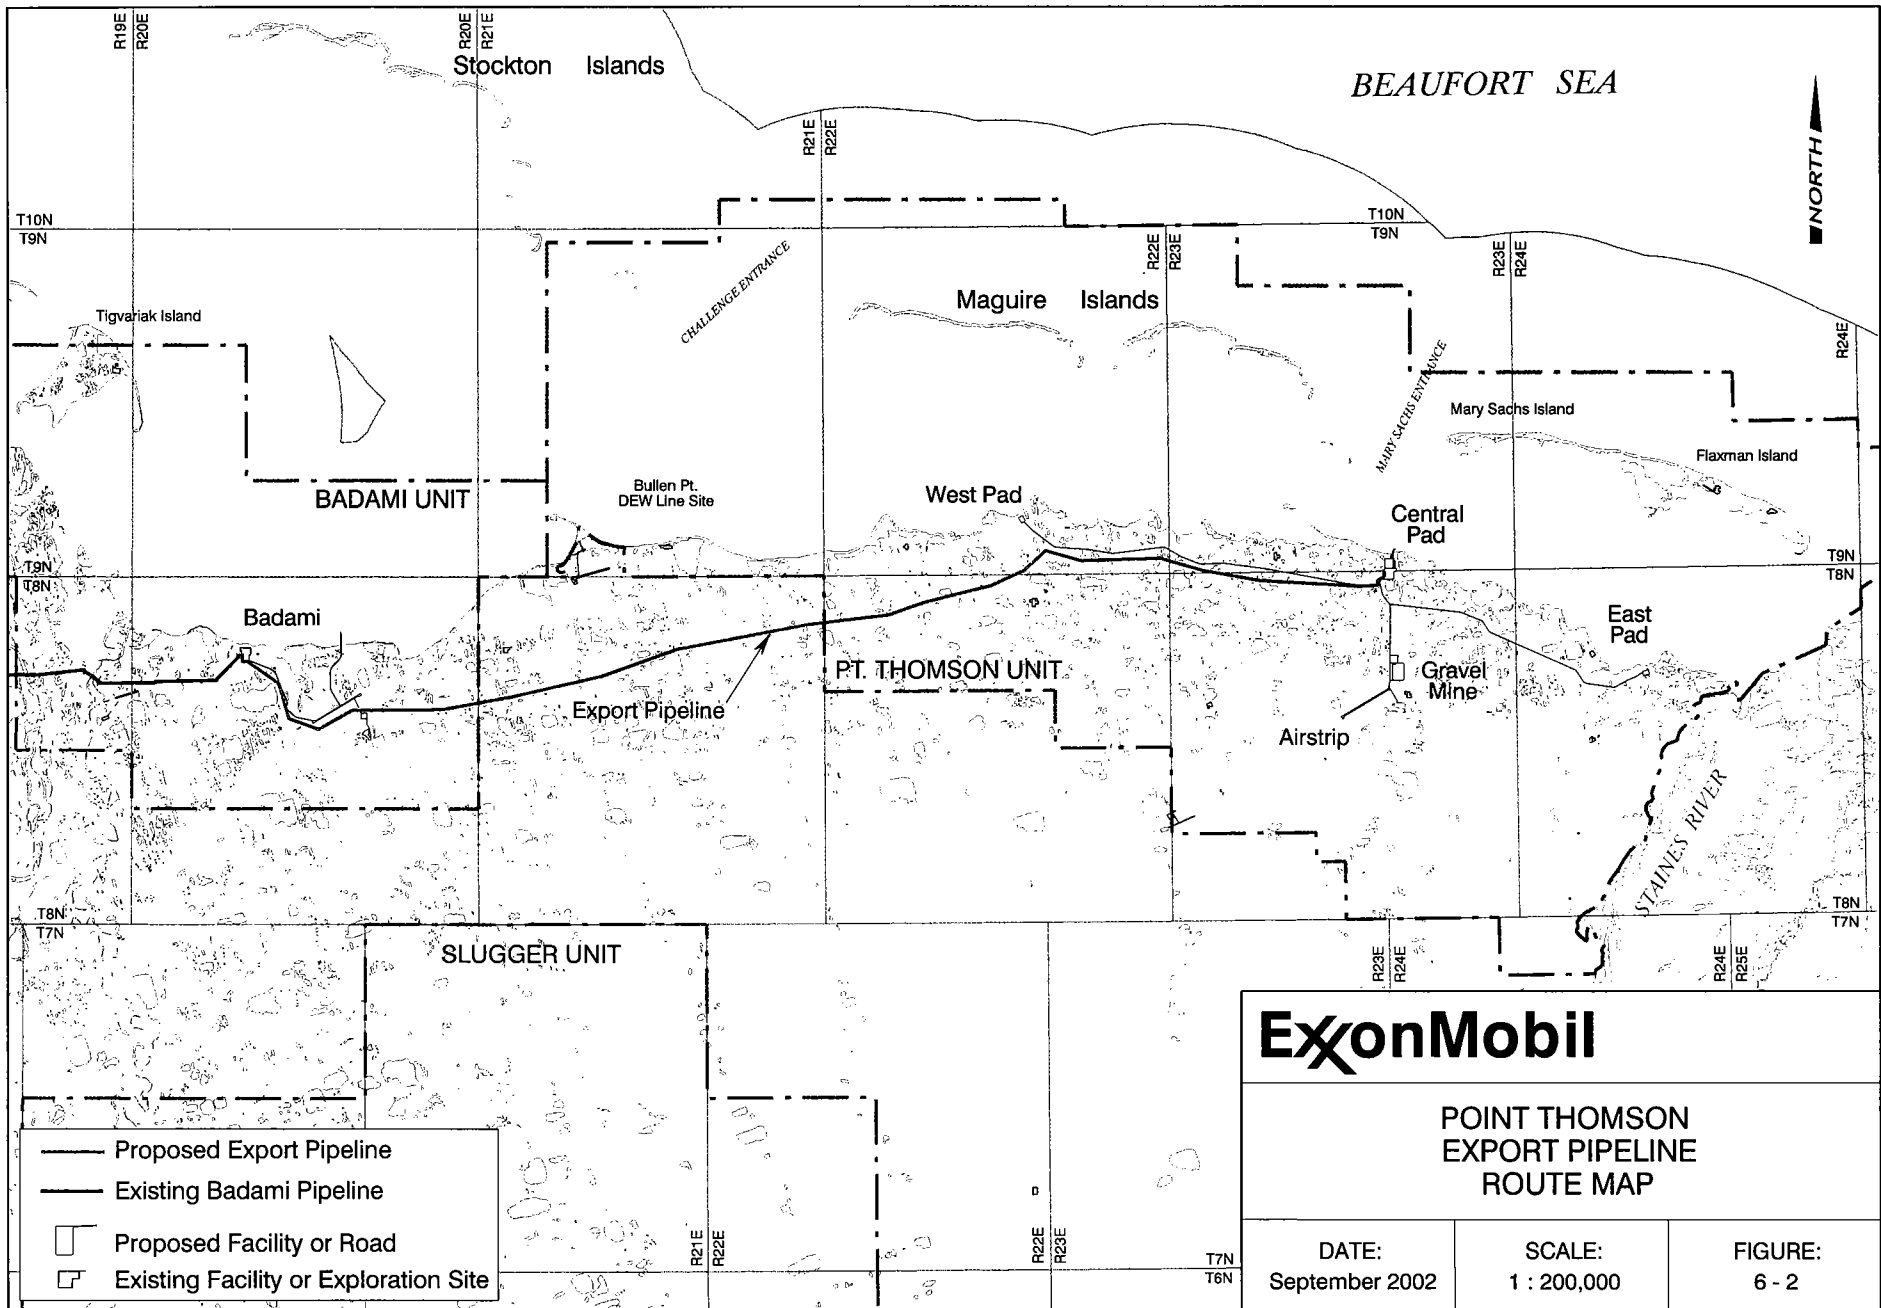 R19E
R20E
R20E
R21E
Stockton Islands
BEAUFORT SEA
R21E
R22E
NORTH
T10N
T9N
T10N
T9N
R22E
R23E
R23E
R24E
CHALLENGE ENTRANCE
Maguire Islands
Tigvariak Island
R24E
MARY SACHS ENTRANCE
Mary Sachs Island
Flaxman Island
BADAMI UNIT
Bullen Pt.
DEW Line Site
West Pad
Central
Pad
T9N
T8N
T9N
T8N
Badami
East
Pad
PT. THOMSON UNIT
Gravel
Mine
Export Pipeline
Airstrip
STAINES RIVER
T8N
T7N
T8N
T7N
SLUGGER UNIT
R23E
R24E
R24E
R25E
ExxonMobil
POINT THOMSON
EXPORT PIPELINE
ROUTE MAP
Proposed Export Pipeline
Existing Badami Pipeline
Proposed Facility or Road
Existing Facility or Exploration Site
R21E
R22E
R22E
R23E
T7N
T6N
DATE:
September 2002
SCALE:
1 : 200,000
FIGURE:
6 - 2